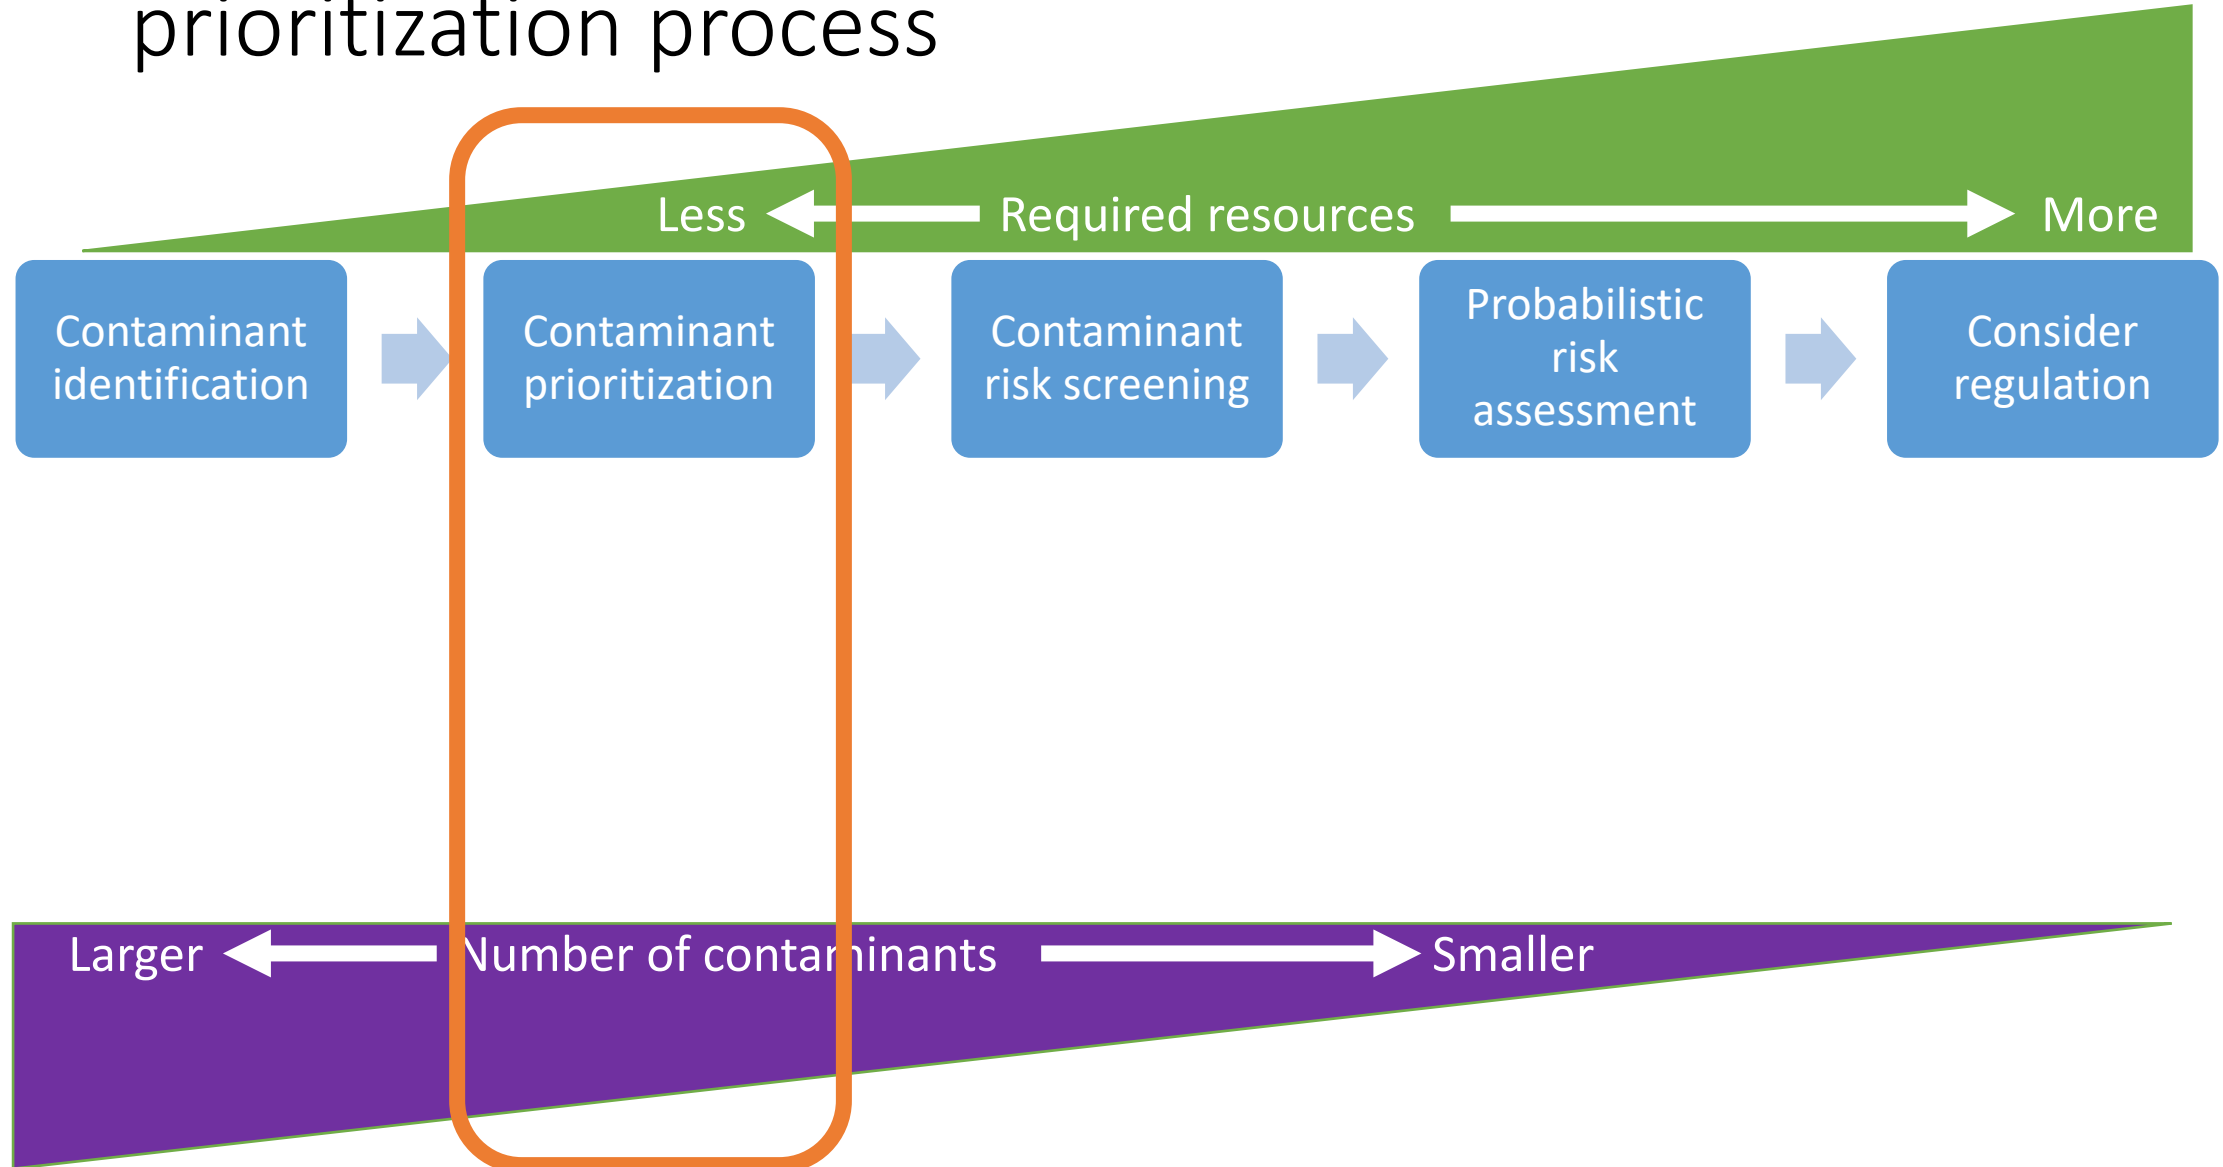 prioritization process
Less Required resources More
Contaminant
identification
Contaminant
prioritization
Contaminant
risk screening
Probabilistic
risk
assessment
Consider
regulation
Larger Number of contaminants Smaller